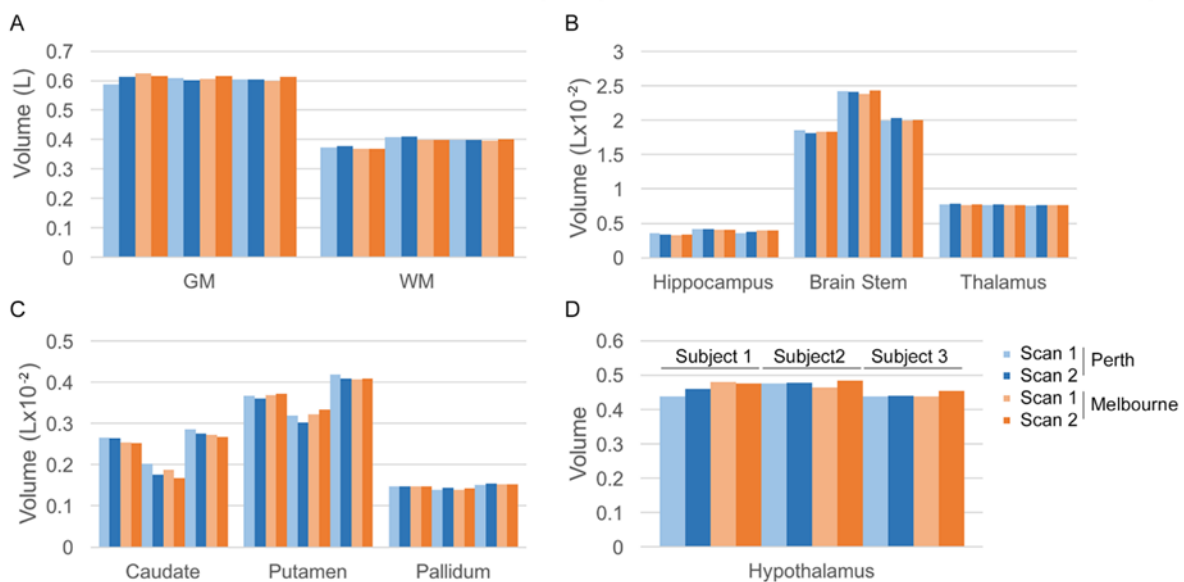 A
Volume (L)
0.7
0.6
0.5
0.4
0.3
0.2
0.1
0
GM WM
B
Volume (Lx10⁻²)
3
2.5
2
1.5
1
0.5
0
Hippocampus Brain Stem Thalamus
C
Volume (Lx10⁻²)
0.5
0.4
0.3
0.2
0.1
0
Caudate Putamen Pallidum
D
Volume
0.6
0.5
0.4
0.3
0.2
0.1
0
Subject 1 Subject2 Subject 3
Hypothalamus
Scan 1
Scan 2
Perth
Scan 1
Scan 2
Melbourne